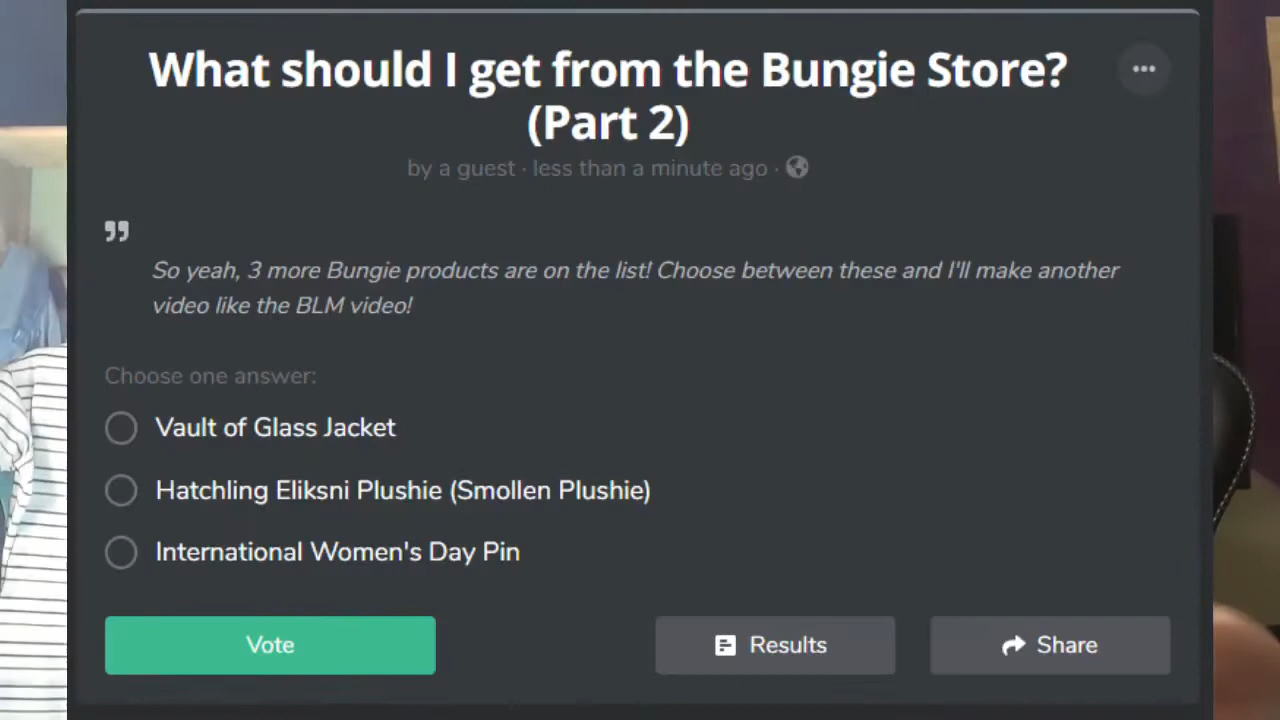 What should I get from the Bungie Store?
(Part 2)
by a guest · less than a minute ago ·
So yeah, 3 more Bungie products are on the list! Choose between these and I'll make another
video like the BLM video!
Choose one answer:
Vault of Glass Jacket
Hatchling Eliksni Plushie (Smollen Plushie)
International Women's Day Pin
Vote
Results
Share